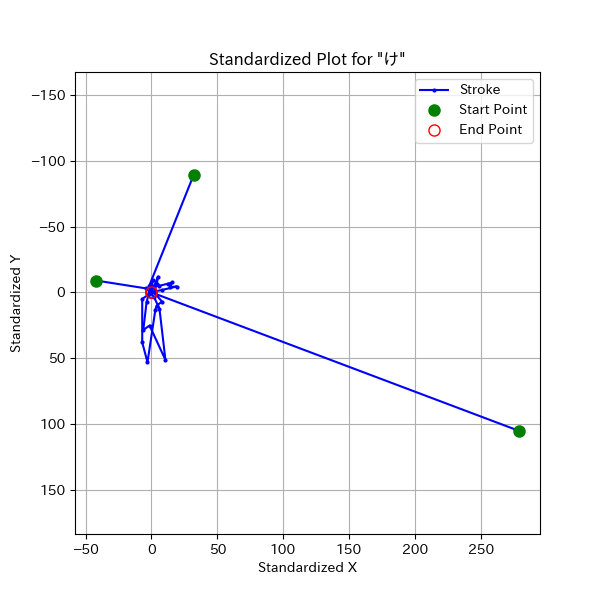 Standardized Plot for "け"
Stroke
Start Point
End Point
−150
−100
−50
0
50
100
150
Standardized Y
−50 0 50 100 150 200 250
Standardized X